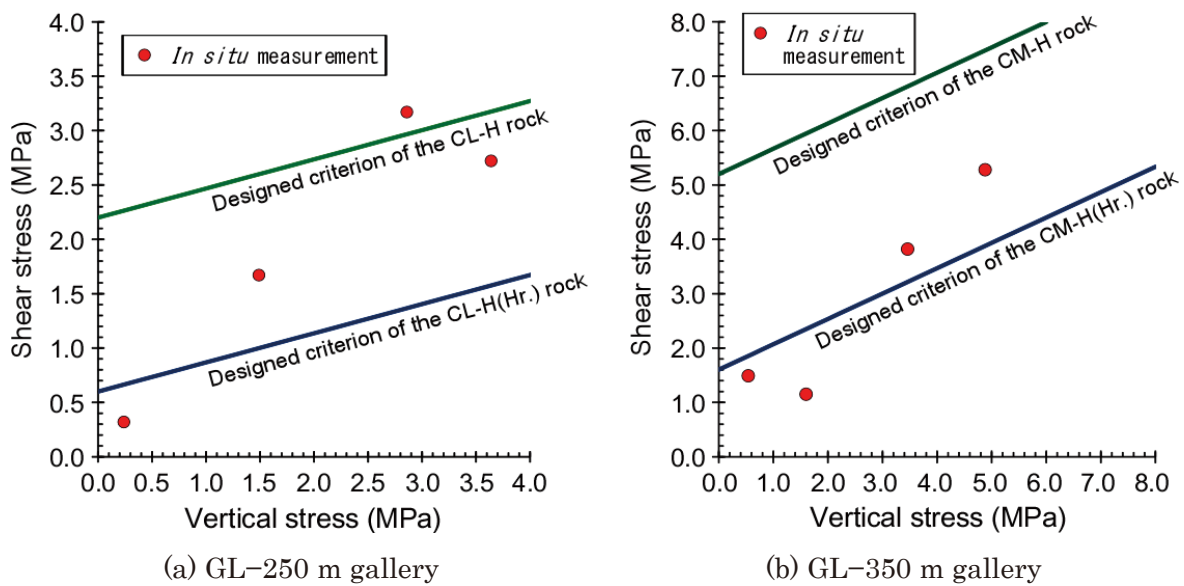 4.0
3.5
3.0
2.5
2.0
1.5
1.0
0.5
0.0
Shear stress (MPa)
In situ measurement
Designed criterion of the CL-H rock
Designed criterion of the CL-H(Hr.) rock
0.0 0.5 1.0 1.5 2.0 2.5 3.0 3.5 4.0
Vertical stress (MPa)
(a) GL−250 m gallery
8.0
7.0
6.0
5.0
4.0
3.0
2.0
1.0
0.0
Shear stress (MPa)
In situ
measurement
Designed criterion of the CM-H rock
Designed criterion of the CM-H(Hr.) rock
0.0 1.0 2.0 3.0 4.0 5.0 6.0 7.0 8.0
Vertical stress (MPa)
(b) GL−350 m gallery